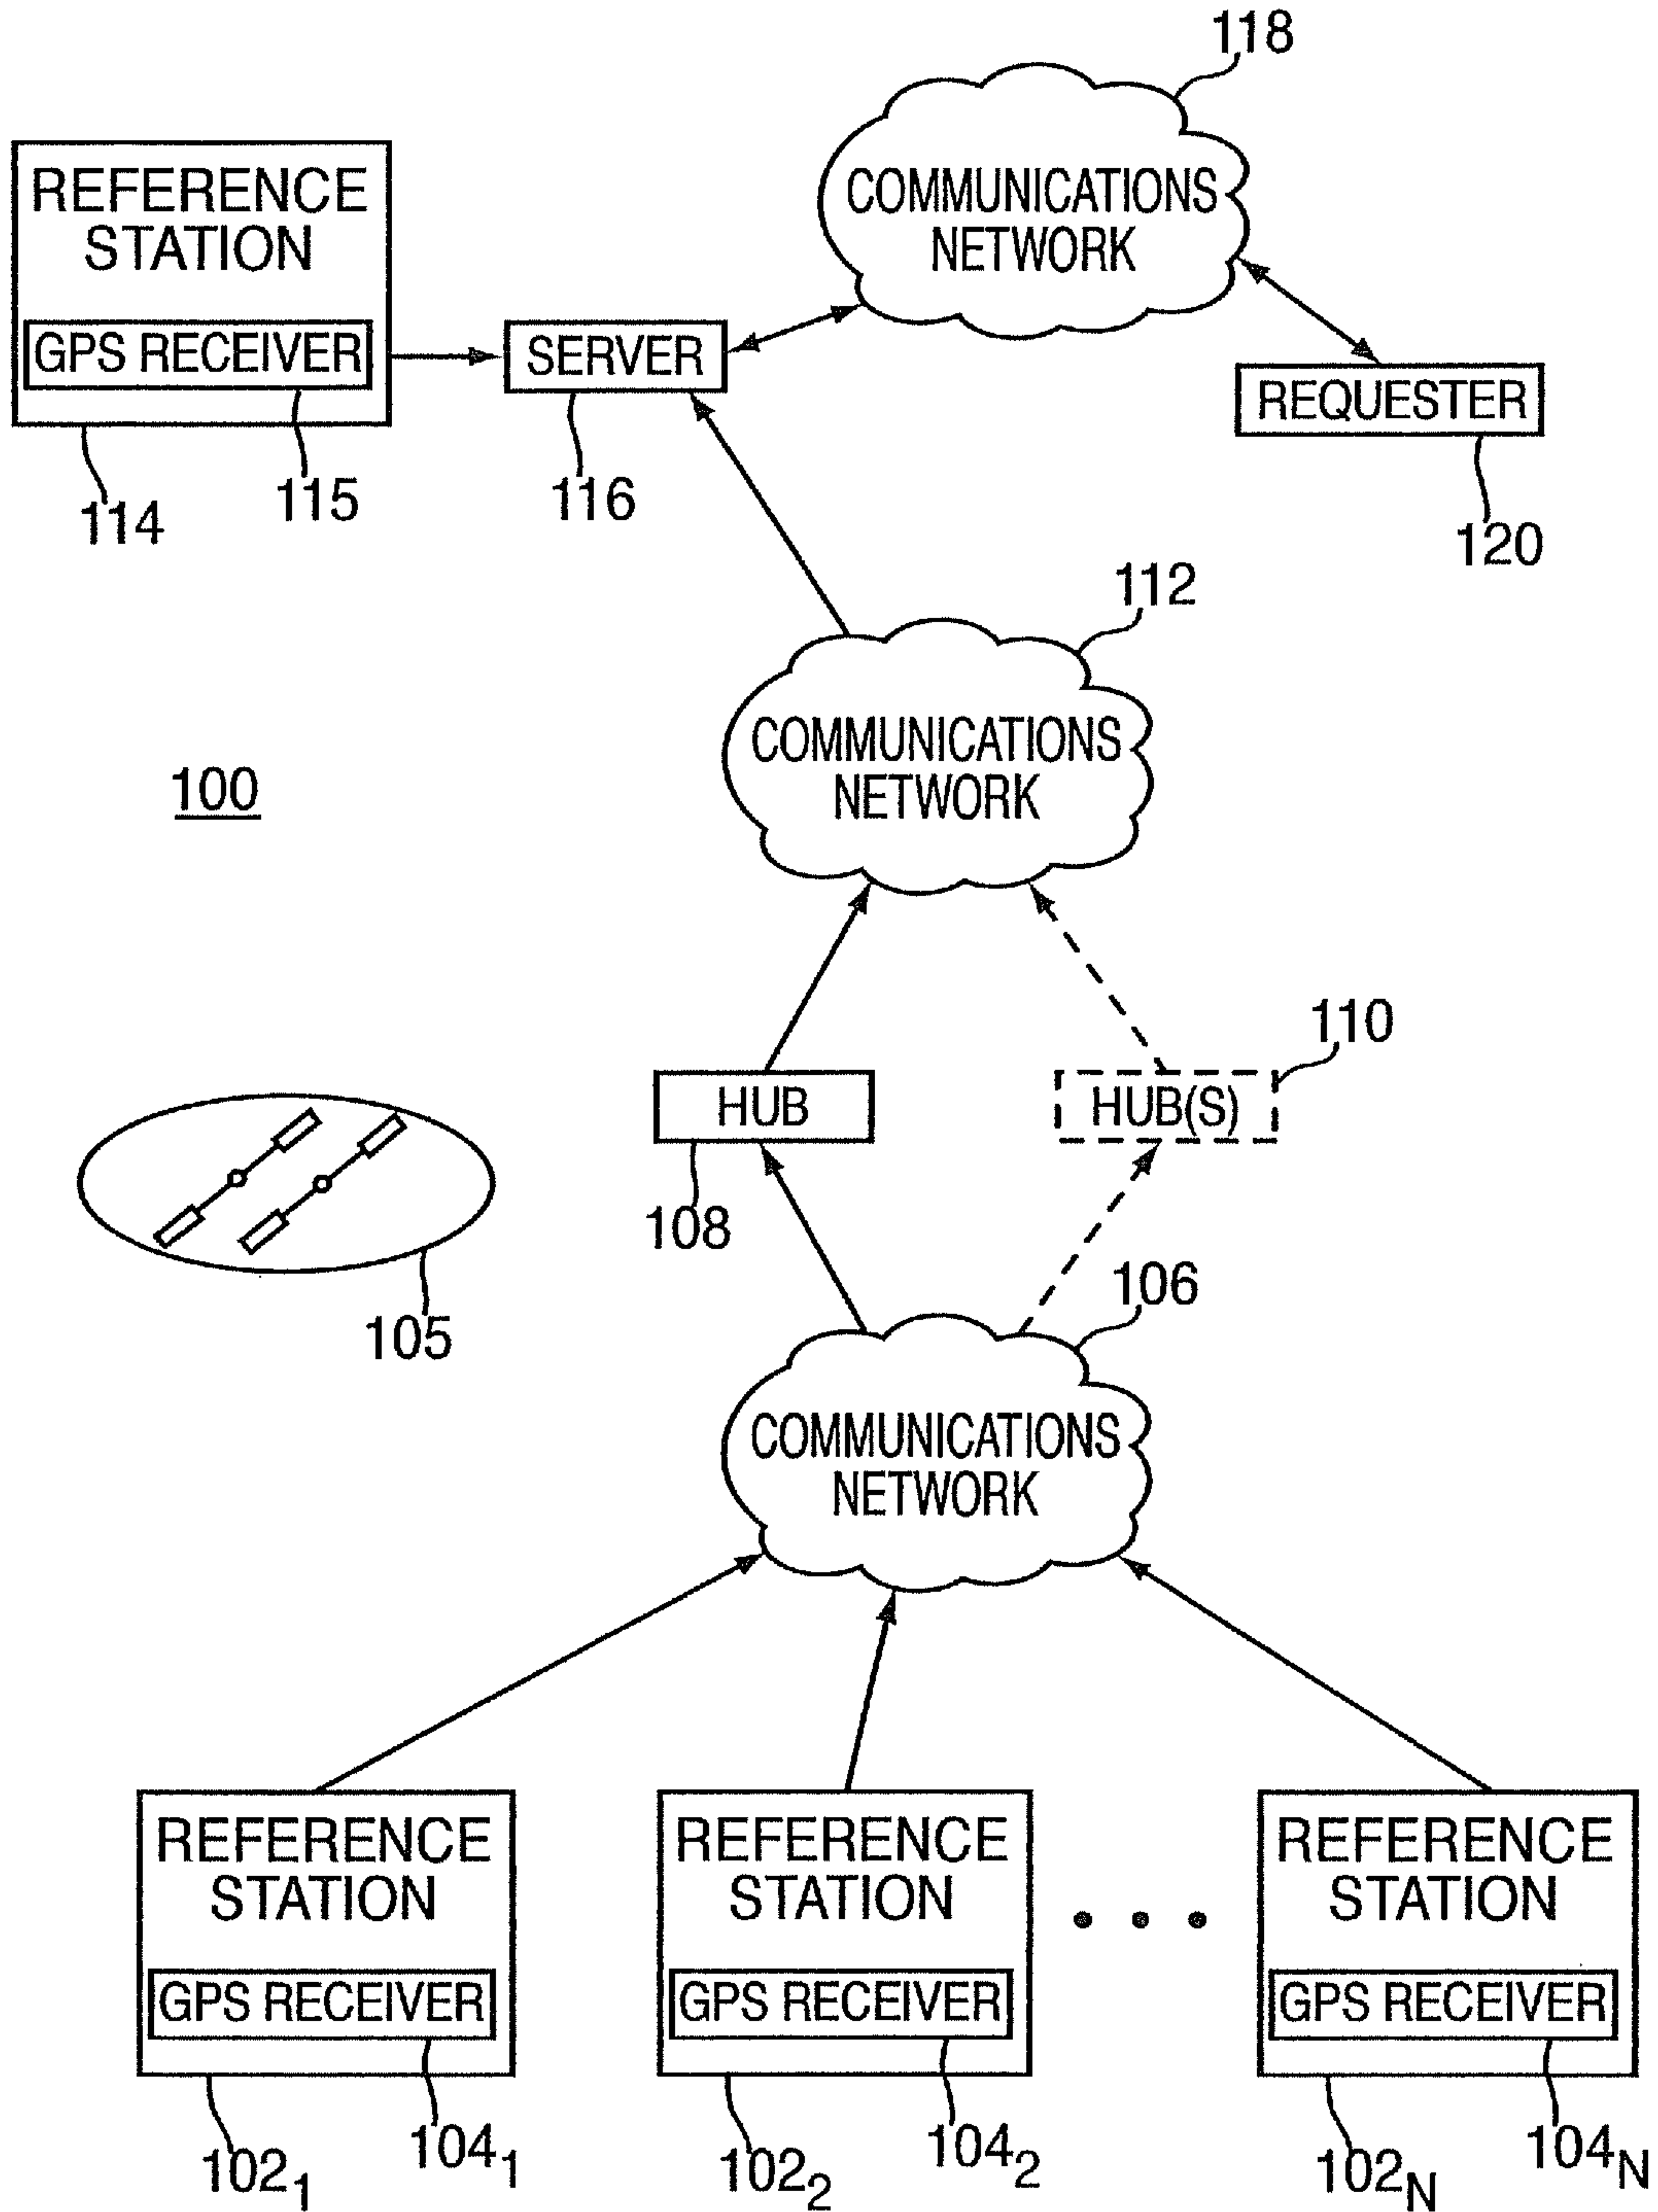 118
COMMUNICATIONS
NETWORK
REFERENCE
STATION
GPS RECEIVER
SERVER
REQUESTER
114
115
116
120
112
COMMUNICATIONS
NETWORK
100
110
HUB
HUB(S)
108
105
106
COMMUNICATIONS
NETWORK
REFERENCE
STATION
GPS RECEIVER
102₁
104₁
REFERENCE
STATION
GPS RECEIVER
102₂
104₂
• • •
REFERENCE
STATION
GPS RECEIVER
102N
104N